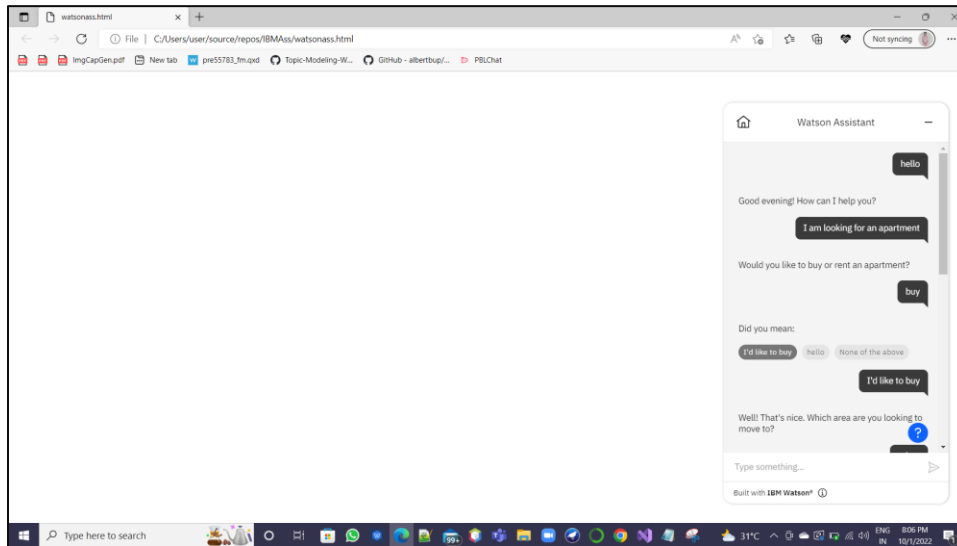 watsonass.html
File | C:/Users/user/source/repos/IBMAss/watsonass.html
Not syncing
ImgCapGen.pdf New tab pre55783_fm.qxd Topic-Modeling-W... GitHub - albertbup/... PBLChat
Watson Assistant
hello
Good evening! How can I help you?
I am looking for an apartment
Would you like to buy or rent an apartment?
buy
Did you mean:
I'd like to buy hello None of the above
I'd like to buy
Well! That's nice. Which area are you looking to
move to?
Type something...
Built with IBM Watson®
Type here to search
99+
31°C
ENG 8:06 PM
IN 10/1/2022